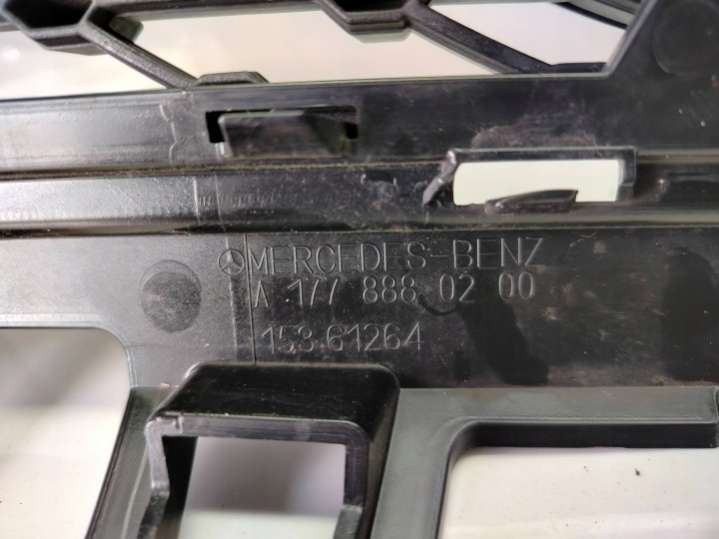 MERCEDES-BENZ
A 177 888 02 00
153 61264